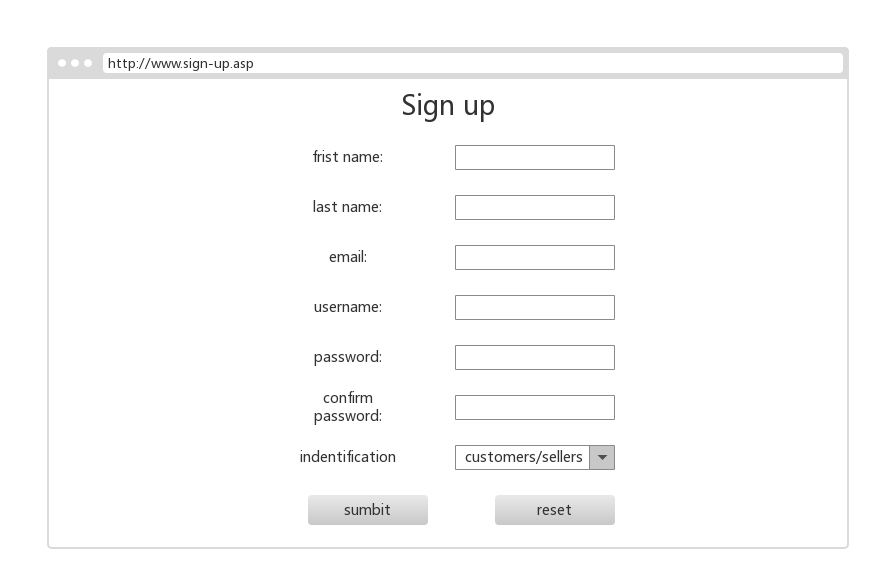 http://www.sign-up.asp
Sign up
frist name:
last name:
email:
username:
password:
confirm
password:
indentification
customers/sellers
sumbit
reset